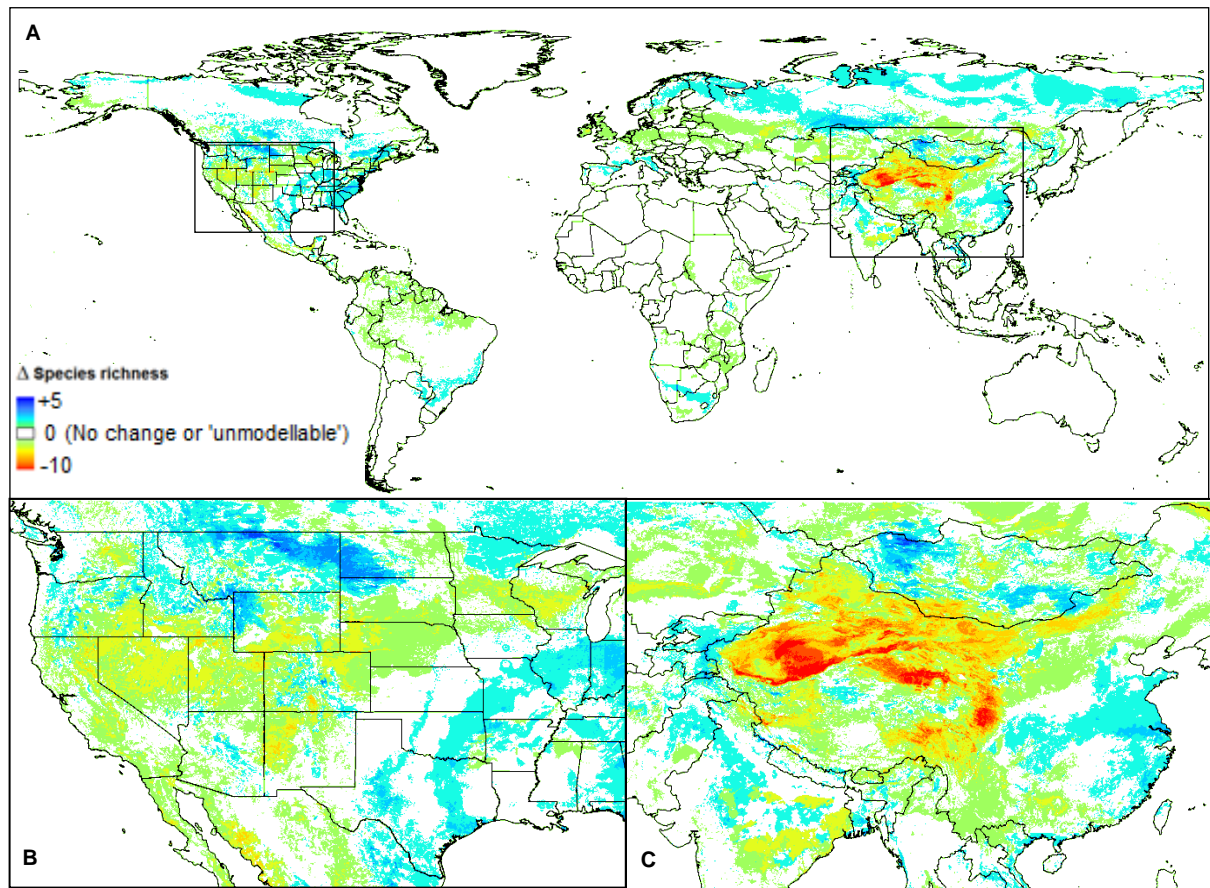 A
Δ Species richness
+5
0 (No change or 'unmodellable')
-10
B
C